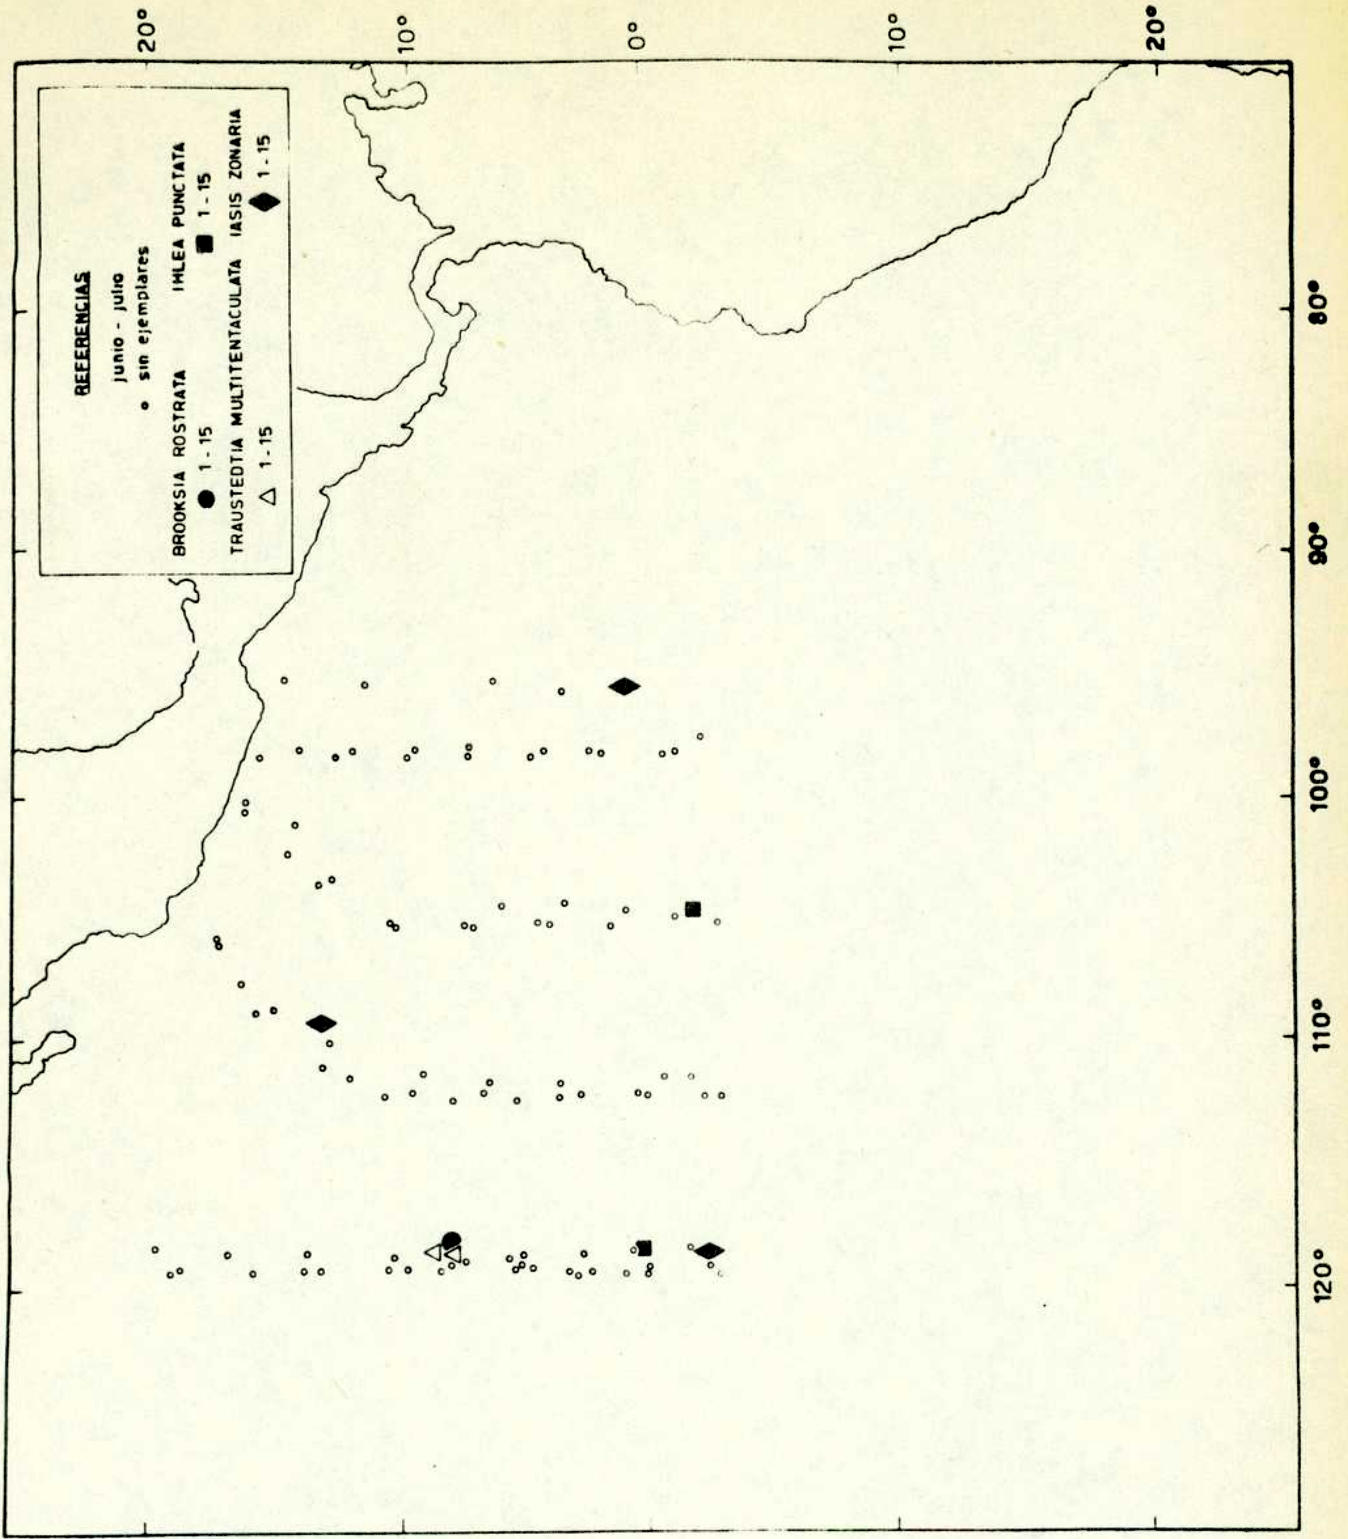 REFERENCIAS
junio - julio
° sin ejemplares
BROOKSIA ROSTRATA IHLEA PUNCTATA
● 1 - 15 ■ 1 - 15
TRAUSTEDTIA MULTITENTACULATA IASIS ZONARIA
△ 1 - 15 ◆ 1 - 15
20°
10°
0°
10°
20°
120°
110°
100°
90°
80°